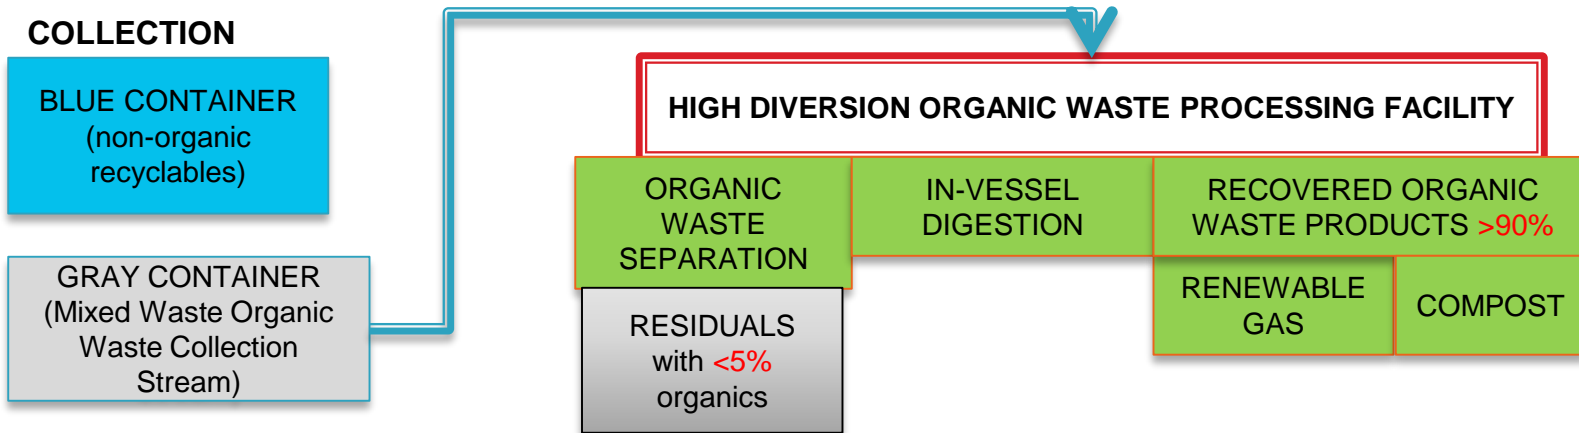 COLLECTION
BLUE CONTAINER
(non-organic
recyclables)
GRAY CONTAINER
(Mixed Waste Organic
Waste Collection
Stream)
HIGH DIVERSION ORGANIC WASTE PROCESSING FACILITY
ORGANIC
WASTE
SEPARATION
RESIDUALS
with <5%
organics
IN-VESSEL
DIGESTION
RECOVERED ORGANIC
WASTE PRODUCTS >90%
RENEWABLE
GAS
COMPOST